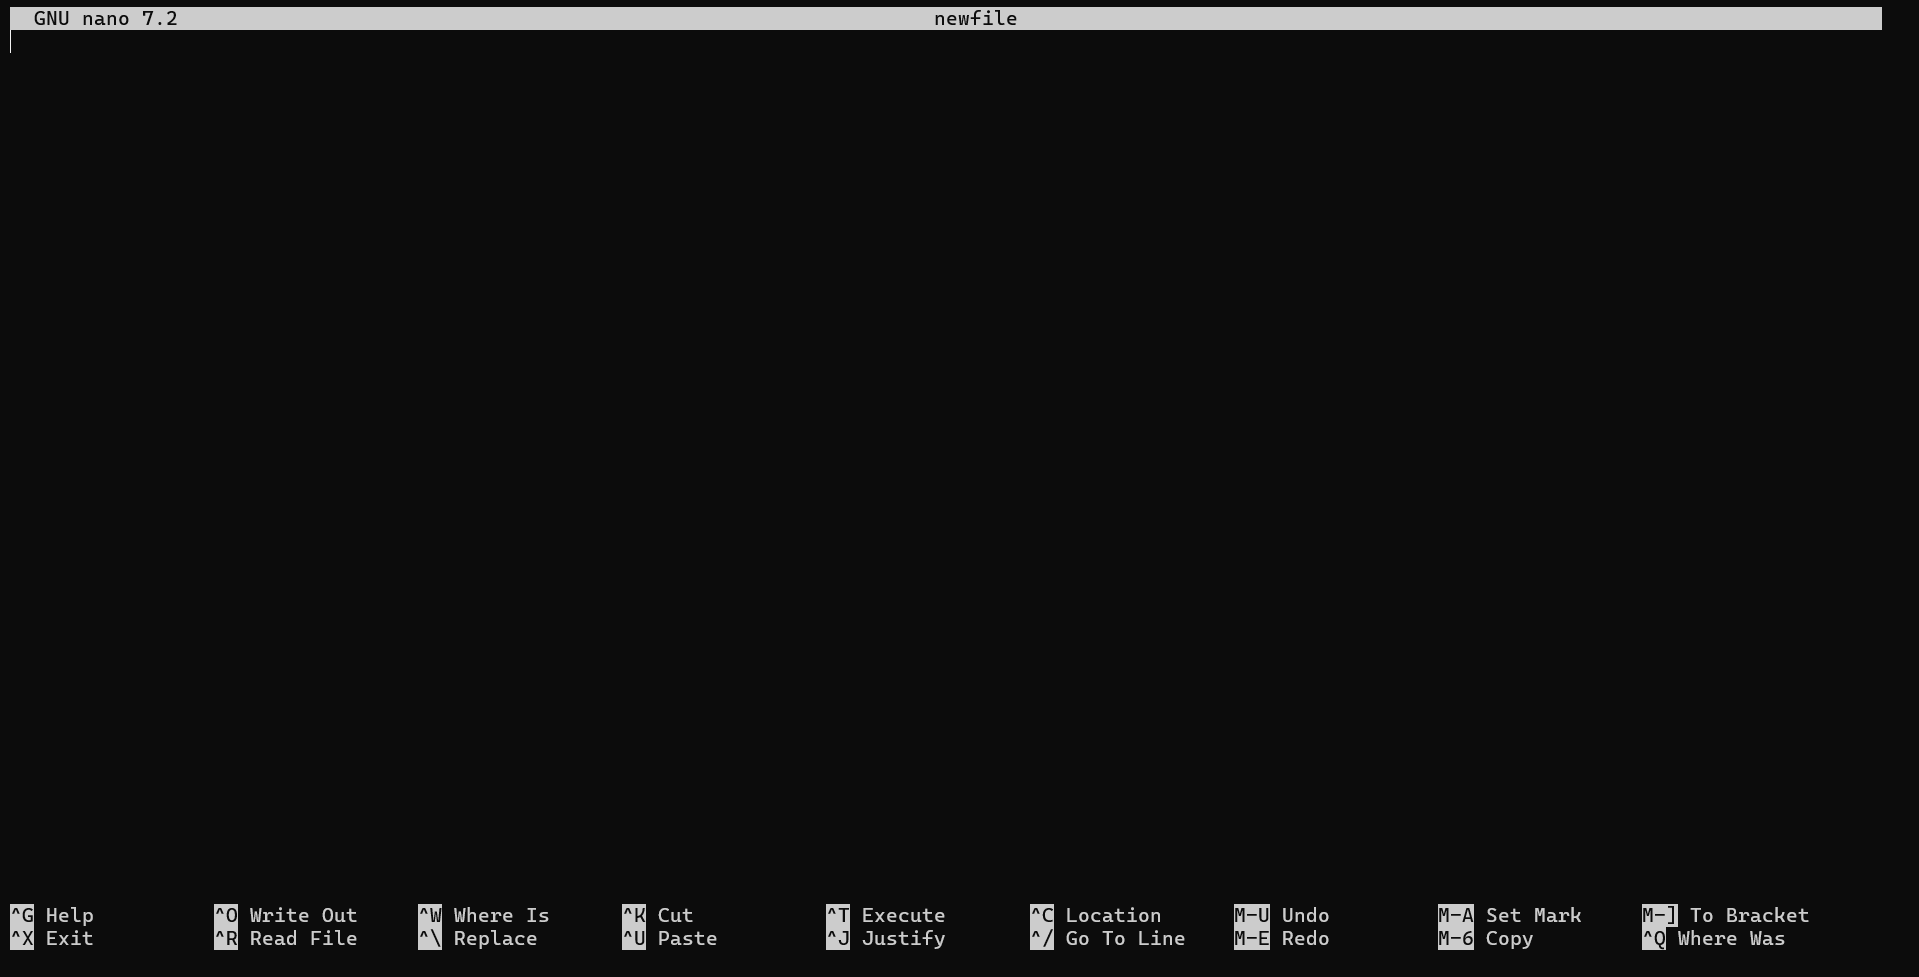 GNU nano 7.2 newfile
^G Help ^O Write Out ^W Where Is ^K Cut ^T Execute ^C Location M-U Undo M-A Set Mark M-] To Bracket
^X Exit ^R Read File ^\ Replace ^U Paste ^J Justify ^/ Go To Line M-E Redo M-6 Copy ^Q Where Was